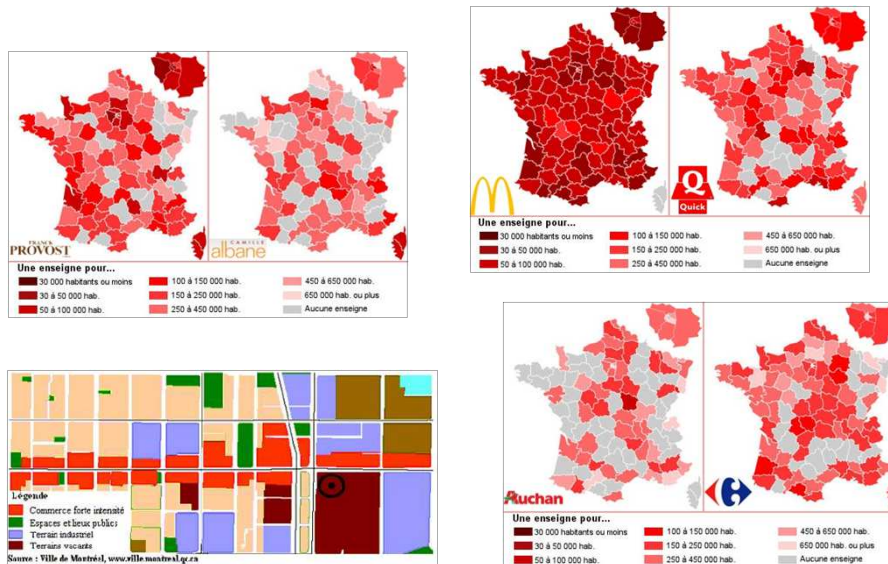 FRANCK
PROVOST
CAMILLE
albane
Une enseigne pour...
30 000 habitants ou moins
30 à 50 000 hab.
50 à 100 000 hab.
100 à 150 000 hab.
150 à 250 000 hab.
250 à 450 000 hab.
450 à 650 000 hab.
650 000 hab. ou plus
Aucune enseigne
Q
Quick
Une enseigne pour...
30 000 habitants ou moins
30 à 50 000 hab.
50 à 100 000 hab.
100 à 150 000 hab.
150 à 250 000 hab.
250 à 450 000 hab.
450 à 650 000 hab.
650 000 hab. ou plus
Aucune enseigne
Légende
Commerce forte intensité
Espaces et lieux publics
Terrain industriel
Terrains vacants
Source : Ville de Montréal, www.ville.montreal.qc.ca
Auchan
Une enseigne pour...
30 000 habitants ou moins
30 à 50 000 hab.
50 à 100 000 hab.
100 à 150 000 hab.
150 à 250 000 hab.
250 à 450 000 hab.
450 à 650 000 hab.
650 000 hab. ou plus
Aucune enseigne